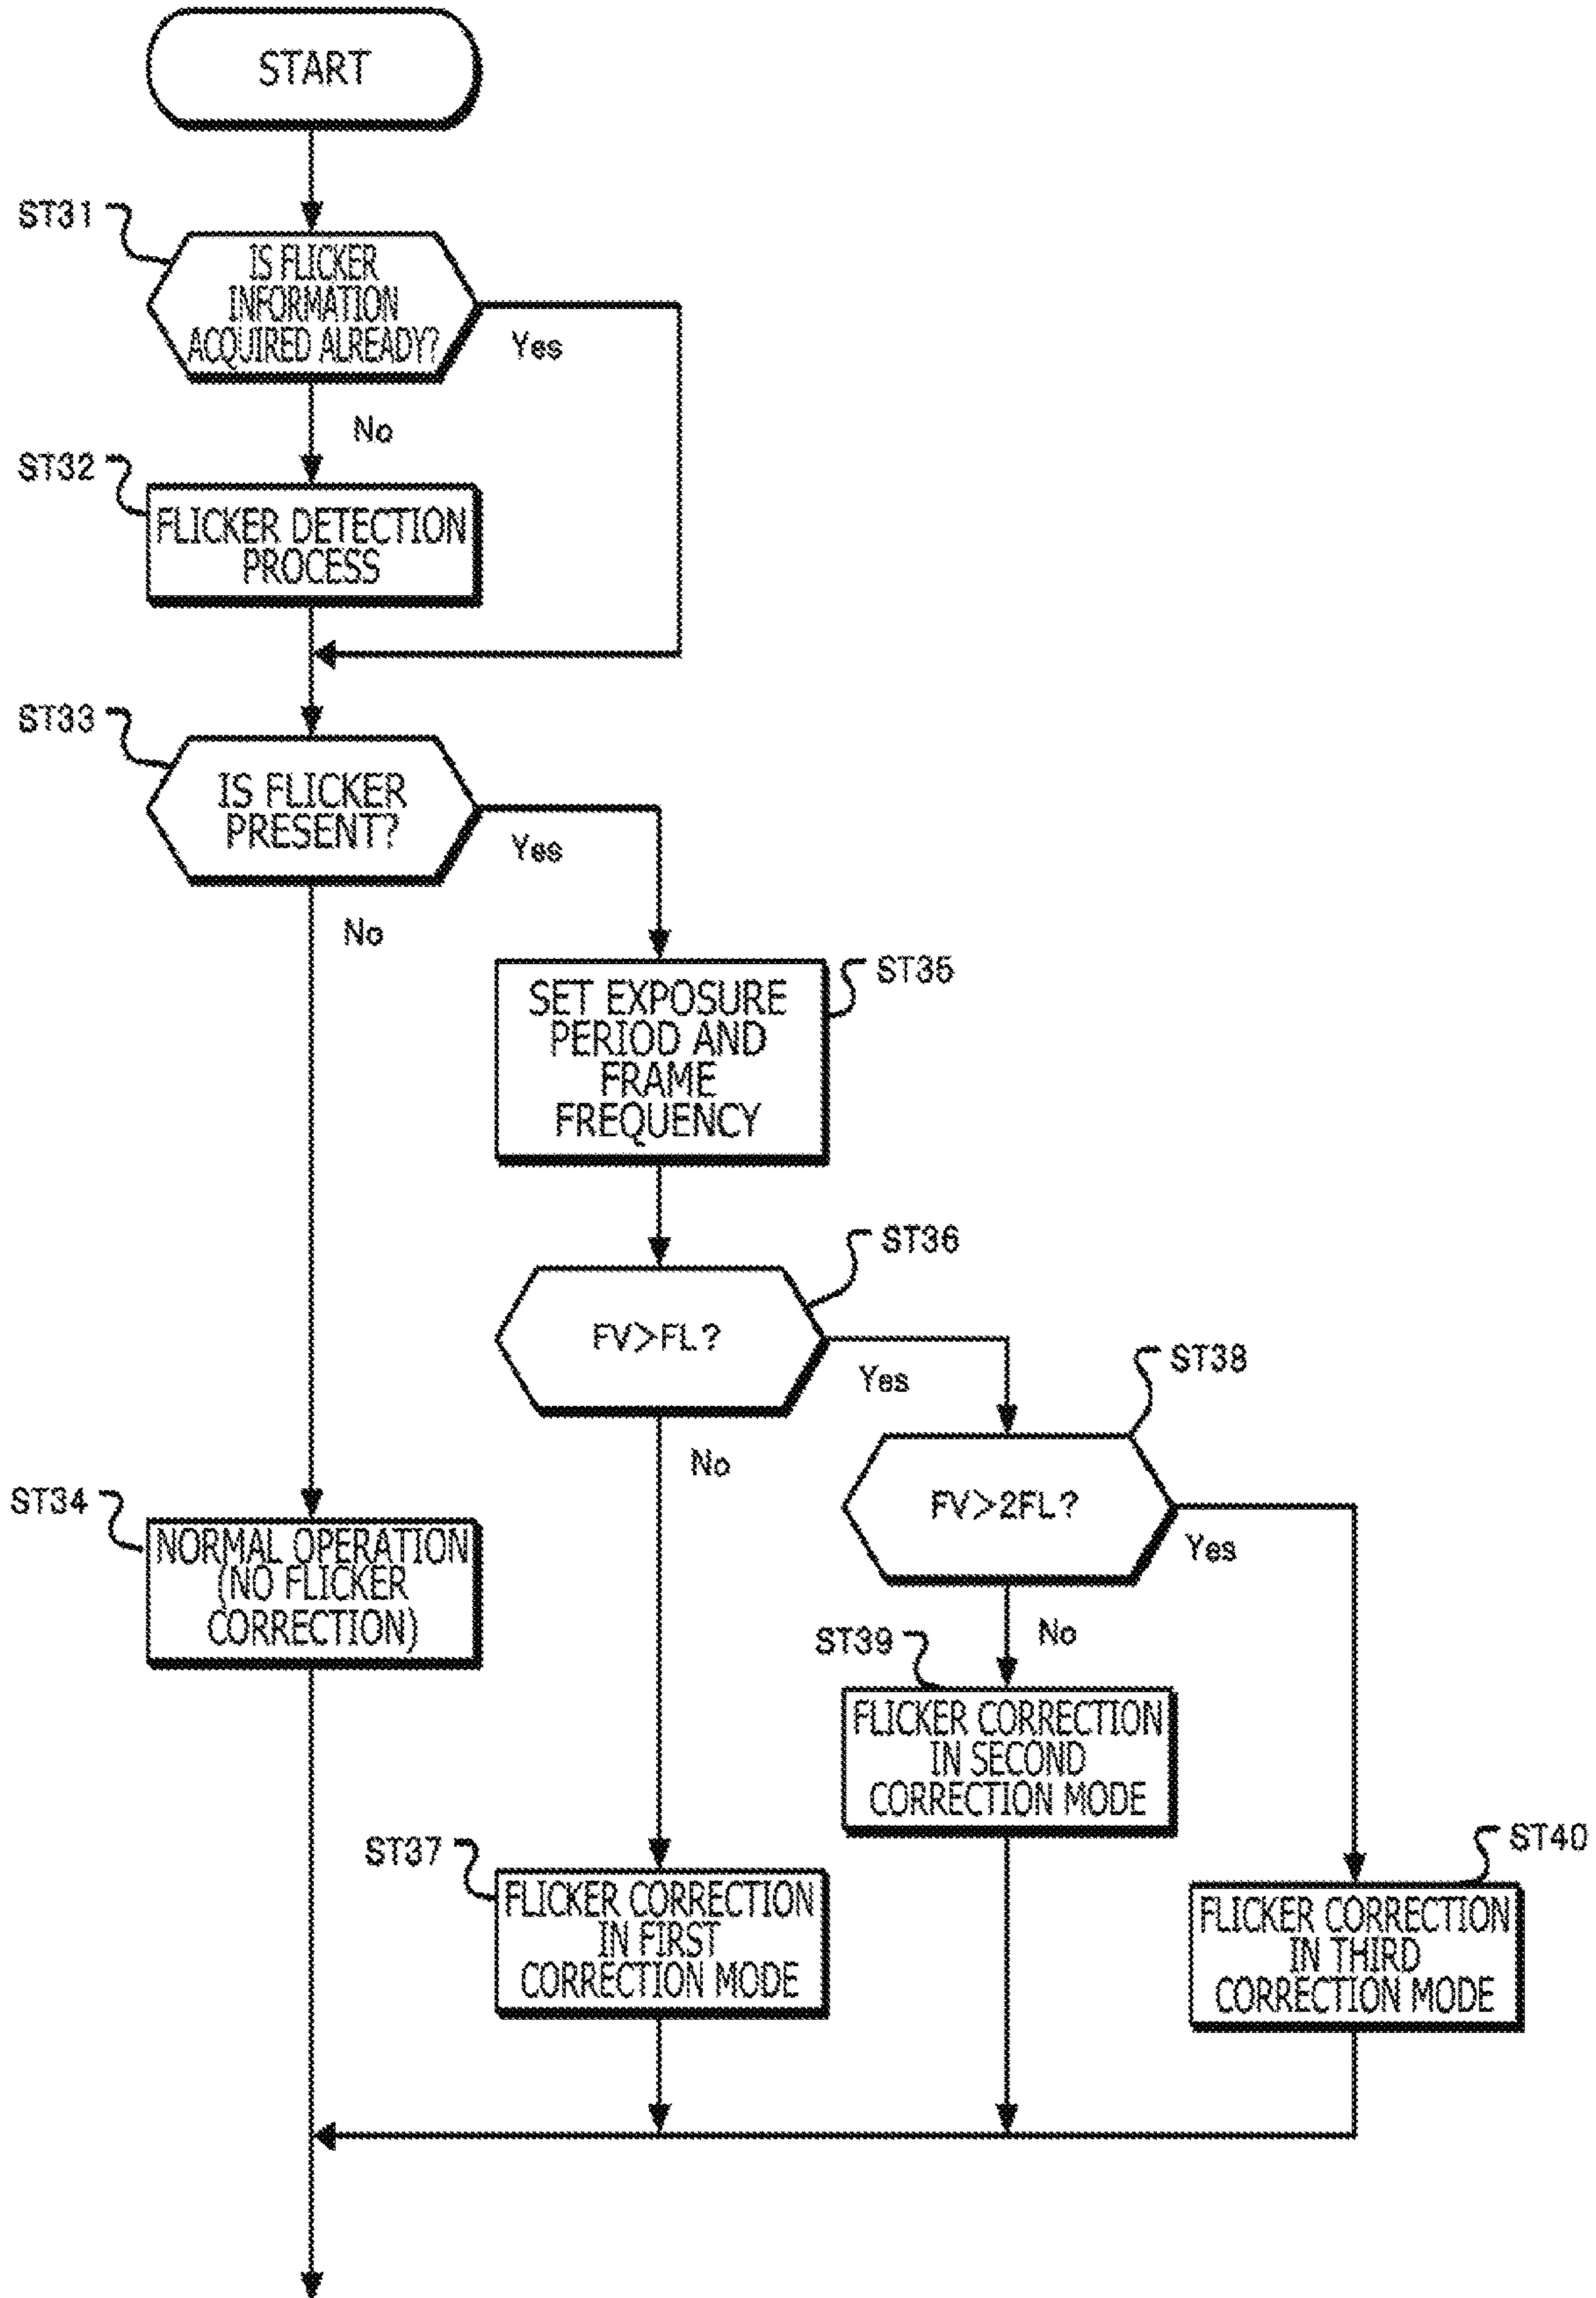 START
ST31
IS FLICKER
INFORMATION
ACQUIRED ALREADY?
Yes
No
ST32
FLICKER DETECTION
PROCESS
ST33
IS FLICKER
PRESENT?
Yes
No
ST35
SET EXPOSURE
PERIOD AND
FRAME
FREQUENCY
ST36
FV>FL?
Yes
No
ST38
FV>2FL?
Yes
No
ST34
NORMAL OPERATION
(NO FLICKER
CORRECTION)
ST39
FLICKER CORRECTION
IN SECOND
CORRECTION MODE
ST37
FLICKER CORRECTION
IN FIRST
CORRECTION MODE
ST40
FLICKER CORRECTION
IN THIRD
CORRECTION MODE